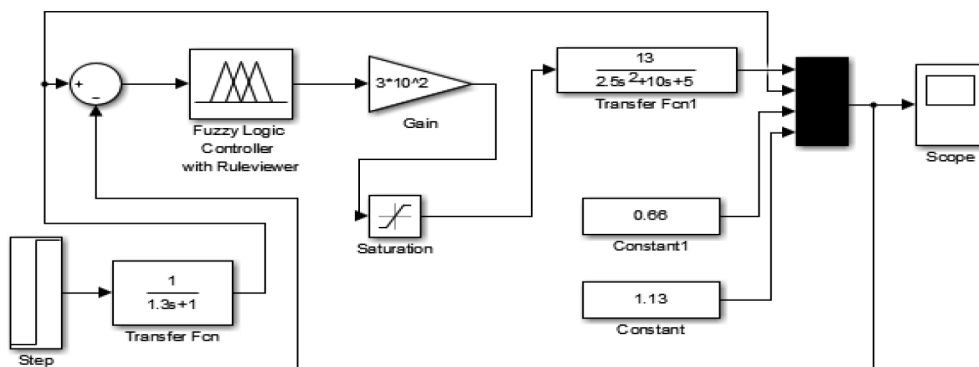 +
−
Fuzzy Logic
Controller
with Ruleviewer
3*10^2
Gain
Saturation
13
2.5s²+10s+5
Transfer Fcn1
0.66
Constant1
1.13
Constant
Scope
Step
1
1.3s+1
Transfer Fcn